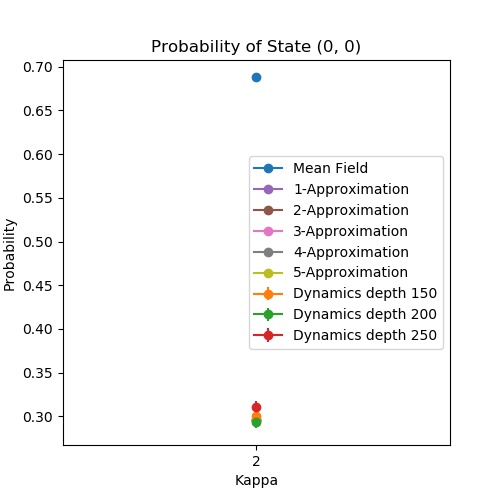 Probability of State (0, 0)
0.70
0.65
0.60
0.55
0.50
0.45
0.40
0.35
0.30
Probability
Mean Field
1-Approximation
2-Approximation
3-Approximation
4-Approximation
5-Approximation
Dynamics depth 150
Dynamics depth 200
Dynamics depth 250
2
Kappa